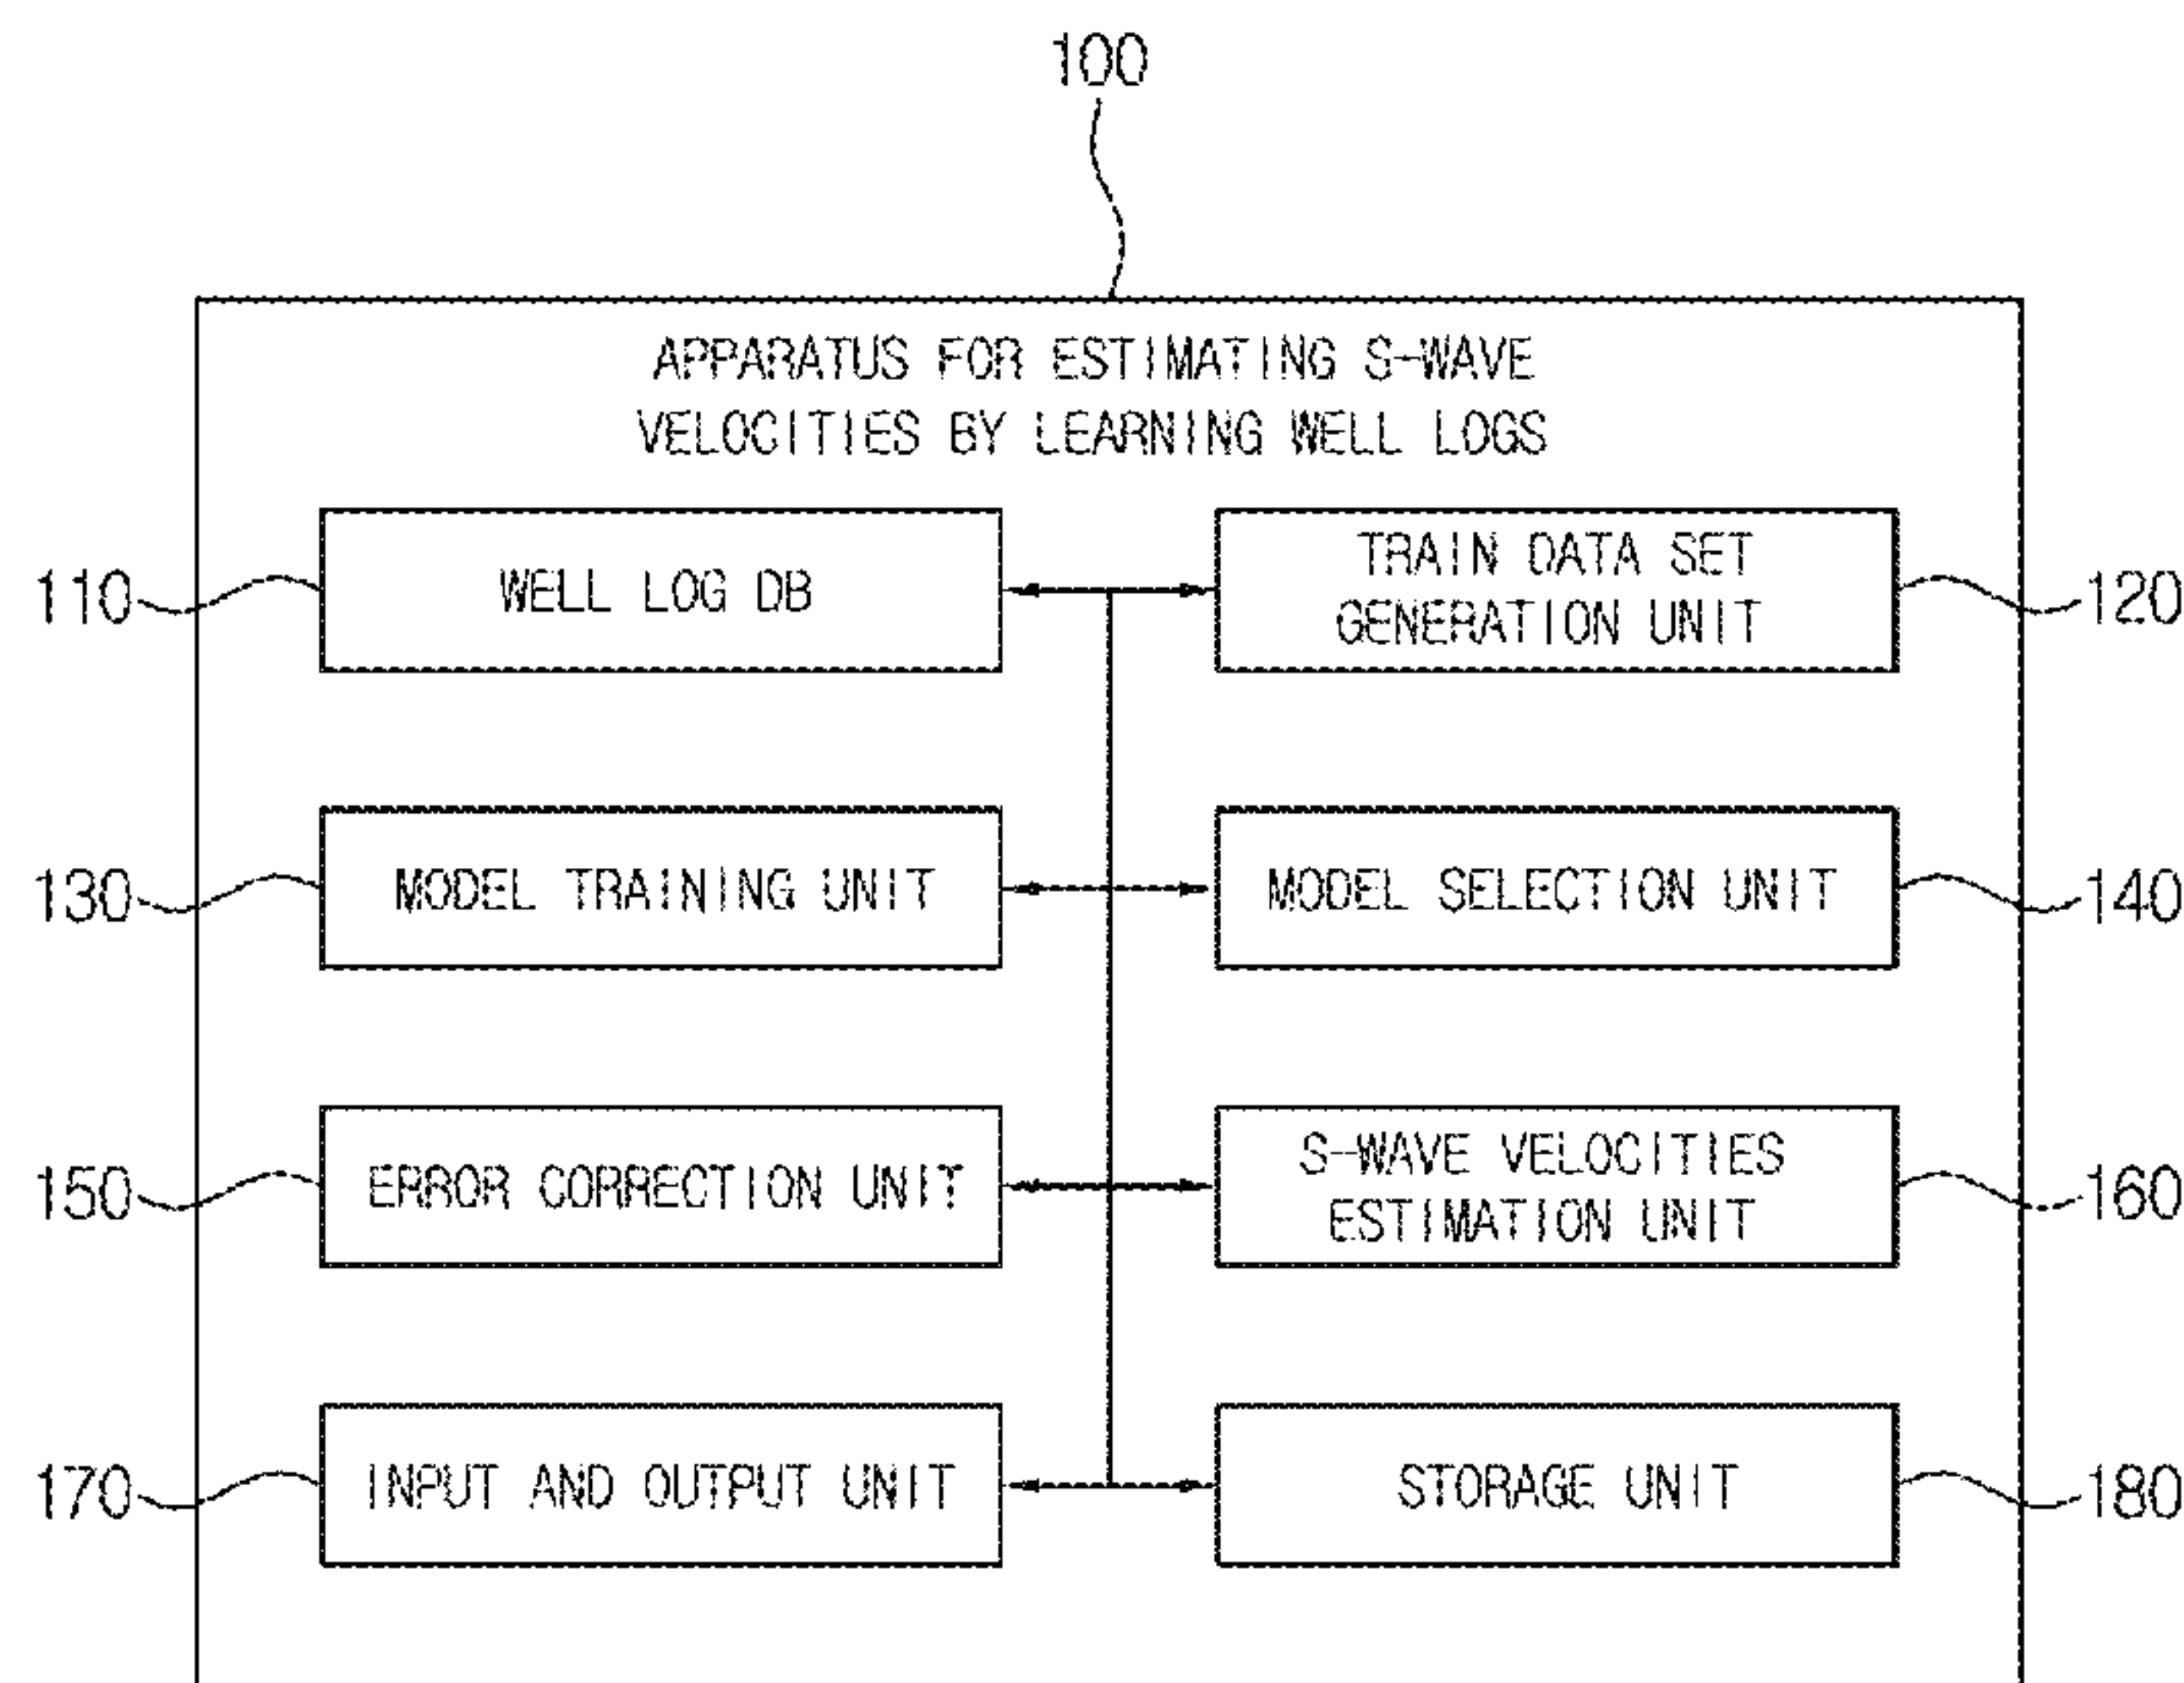 100
APPARATUS FOR ESTIMATING S-WAVE
VELOCITIES BY LEARNING WELL LOGS
110
WELL LOG DB
TRAIN DATA SET
GENERATION UNIT
120
130
MODEL TRAINING UNIT
MODEL SELECTION UNIT
140
150
ERROR CORRECTION UNIT
S-WAVE VELOCITIES
ESTIMATION UNIT
160
170
INPUT AND OUTPUT UNIT
STORAGE UNIT
180